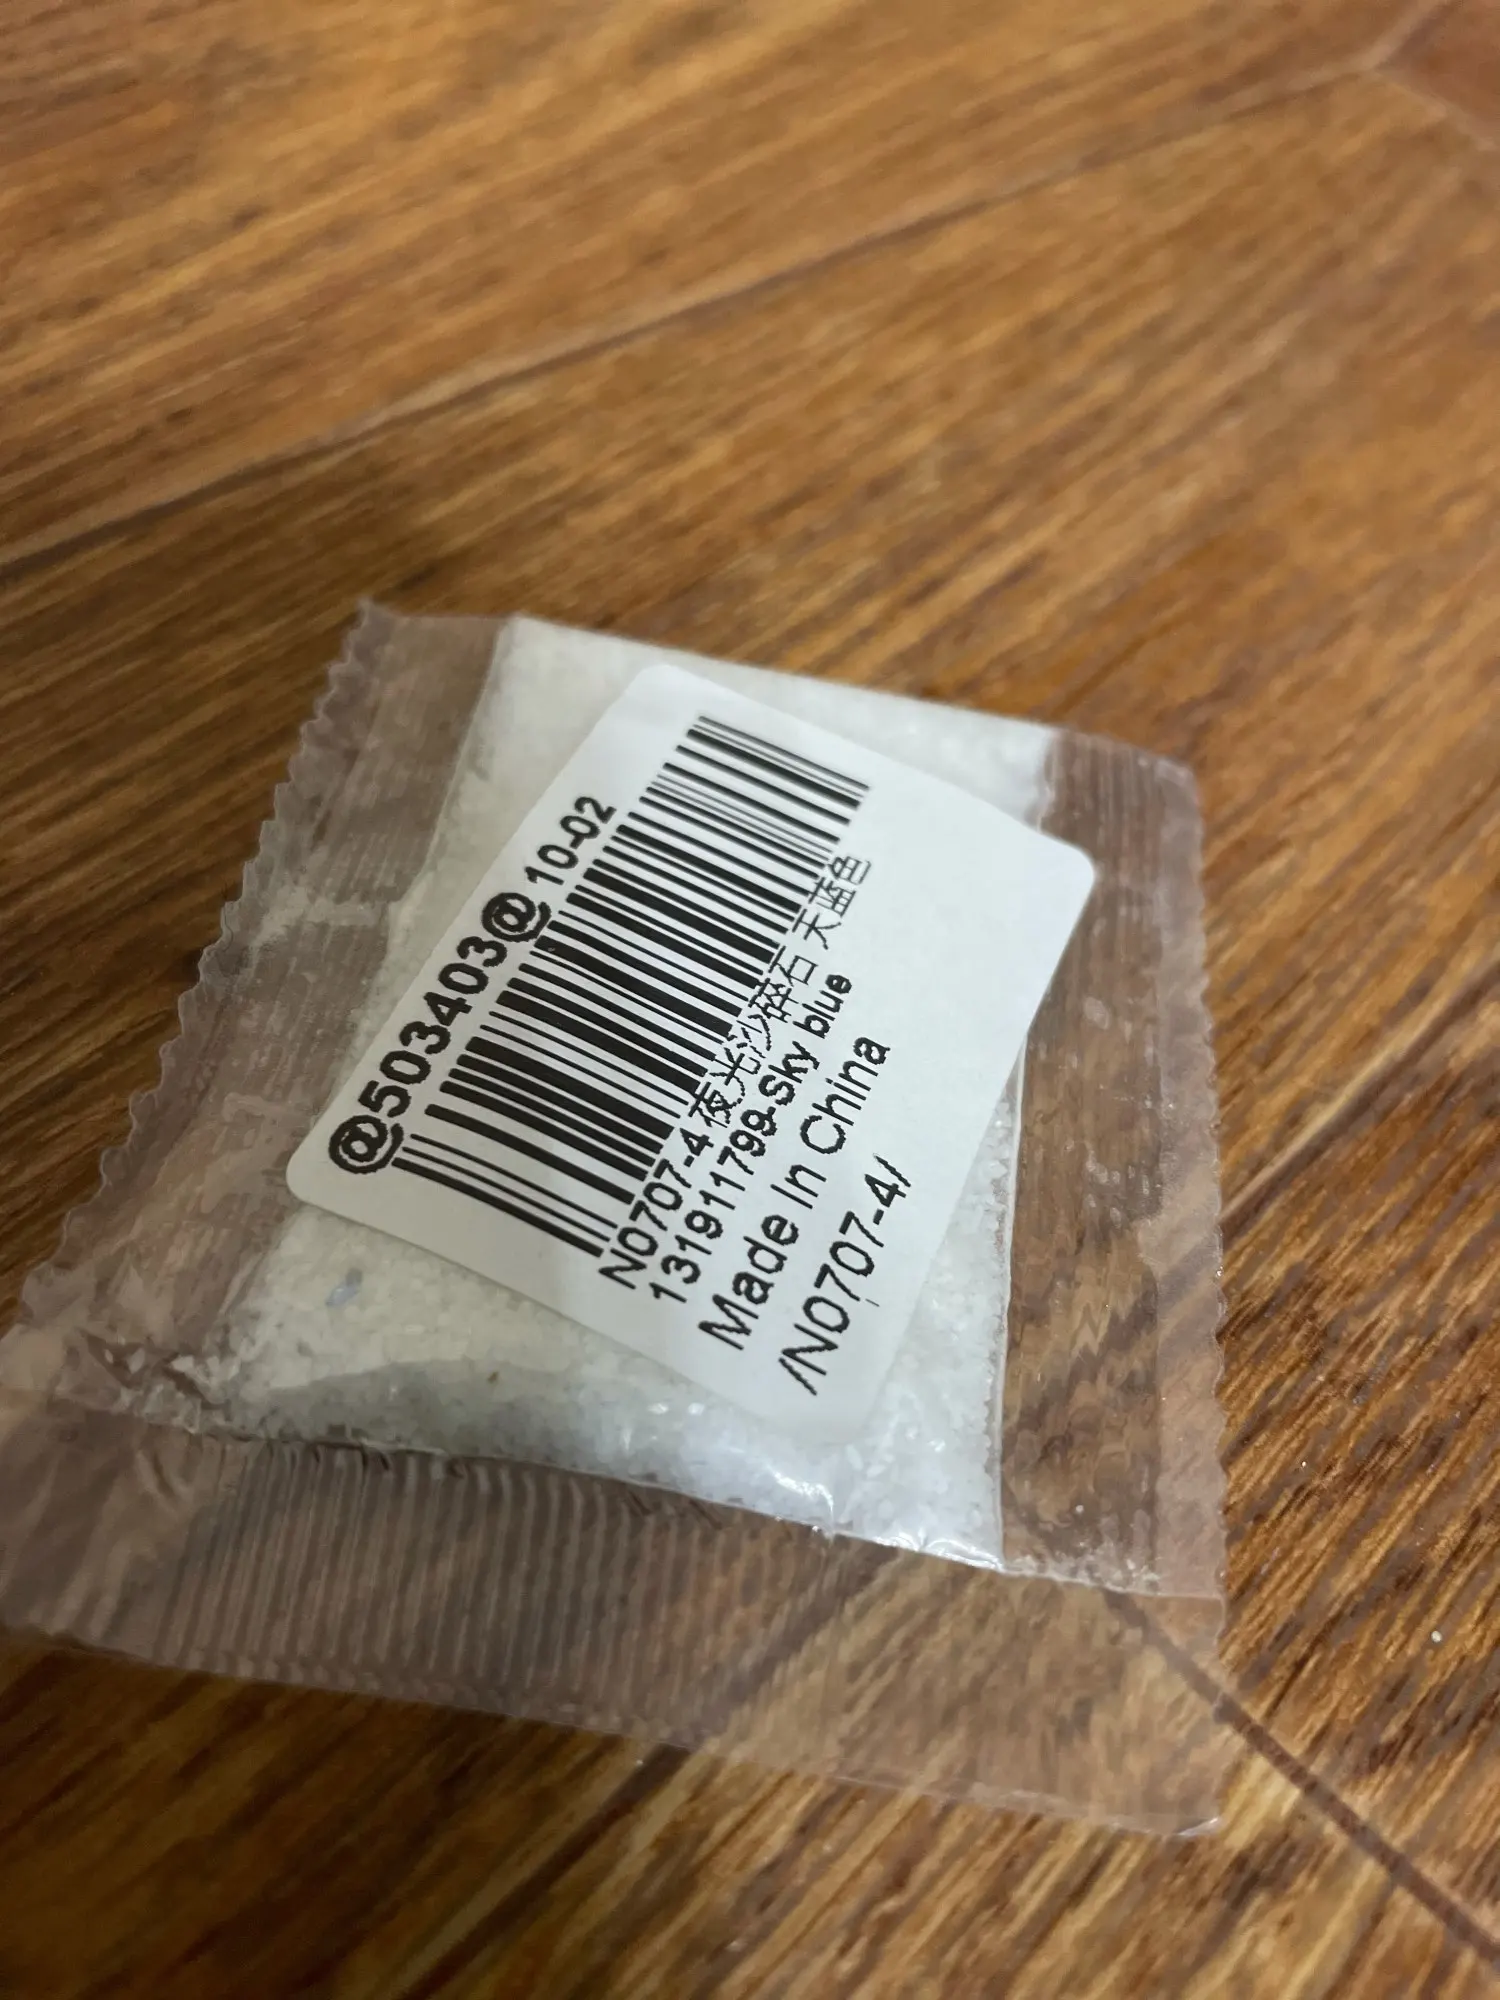 @503403@ 10-02
N0707-4 夜光沙碎石 天蓝色
131911799-Sky blue
Made In China
/N0707-4/